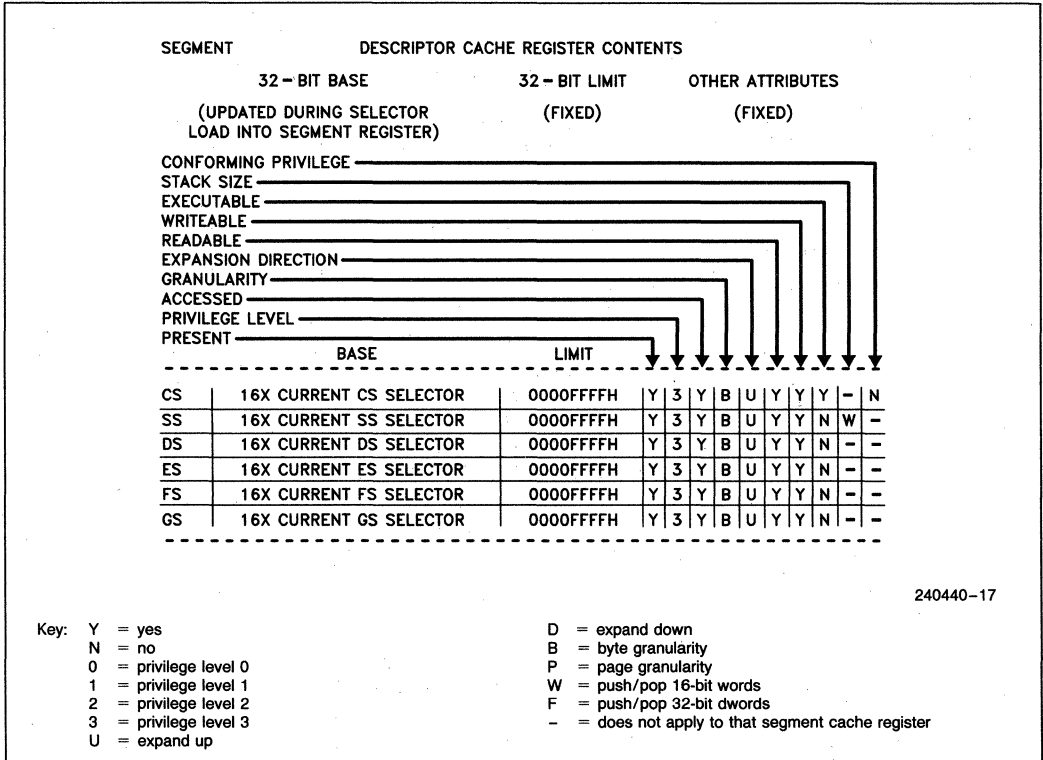 SEGMENT DESCRIPTOR CACHE REGISTER CONTENTS
32 - BIT BASE 32 - BIT LIMIT OTHER ATTRIBUTES
(UPDATED DURING SELECTOR (FIXED) (FIXED)
LOAD INTO SEGMENT REGISTER)
CONFORMING PRIVILEGE
STACK SIZE
EXECUTABLE
WRITEABLE
READABLE
EXPANSION DIRECTION
GRANULARITY
ACCESSED
PRIVILEGE LEVEL
PRESENT
BASE LIMIT
CS | 16X CURRENT CS SELECTOR | 0000FFFFH | Y | 3 | Y | B | U | Y | Y | Y | - | N
SS | 16X CURRENT SS SELECTOR | 0000FFFFH | Y | 3 | Y | B | U | Y | Y | N | W | -
DS | 16X CURRENT DS SELECTOR | 0000FFFFH | Y | 3 | Y | B | U | Y | Y | N | - | -
ES | 16X CURRENT ES SELECTOR | 0000FFFFH | Y | 3 | Y | B | U | Y | Y | N | - | -
FS | 16X CURRENT FS SELECTOR | 0000FFFFH | Y | 3 | Y | B | U | Y | Y | N | - | -
GS | 16X CURRENT GS SELECTOR | 0000FFFFH | Y | 3 | Y | B | U | Y | Y | N | - | -
240440-17
Key: Y = yes
N = no
0 = privilege level 0
1 = privilege level 1
2 = privilege level 2
3 = privilege level 3
U = expand up
D = expand down
B = byte granularity
P = page granularity
W = push/pop 16-bit words
F = push/pop 32-bit dwords
- = does not apply to that segment cache register